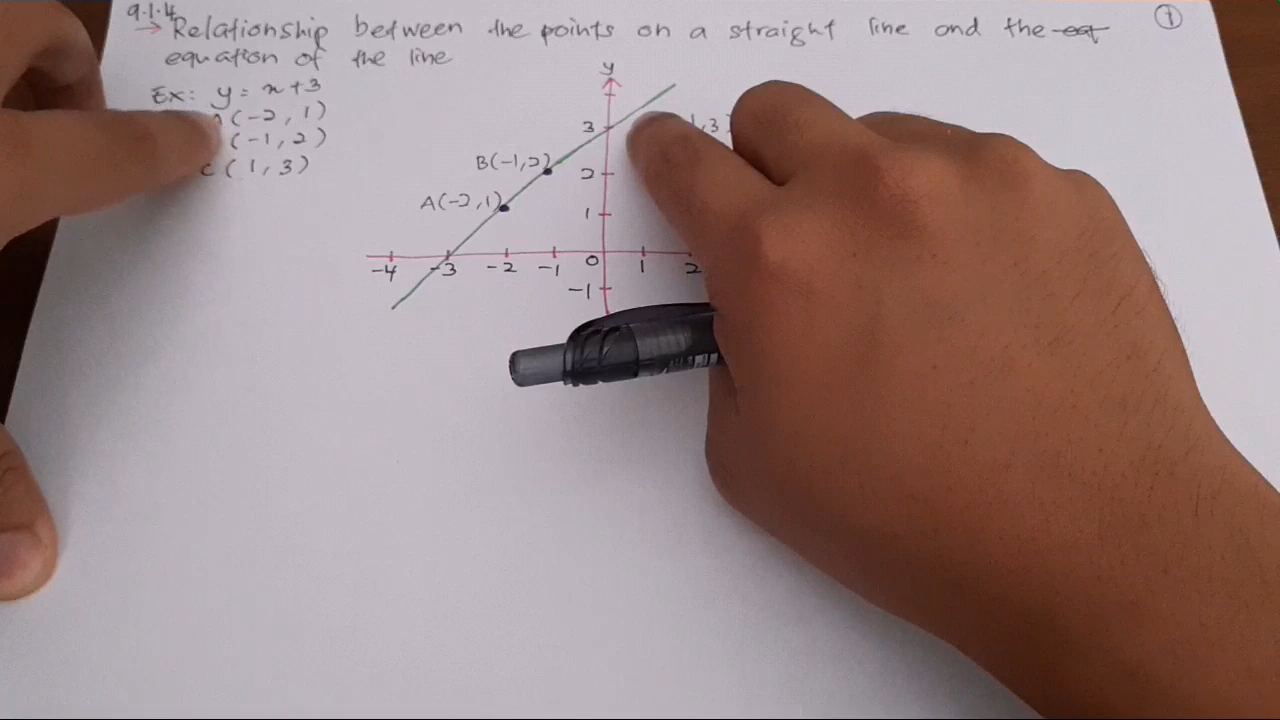 9.1.4
→ Relationship between the points on a straight line and the eqt
equation of the line
①
Ex: y = x+3
A(-2, 1)
(-1, 2)
C(1, 3)
y
3
2
1
0
-1
B(-1,2)
A(-2,1)
,3)
-4 -3 -2 -1 1 2